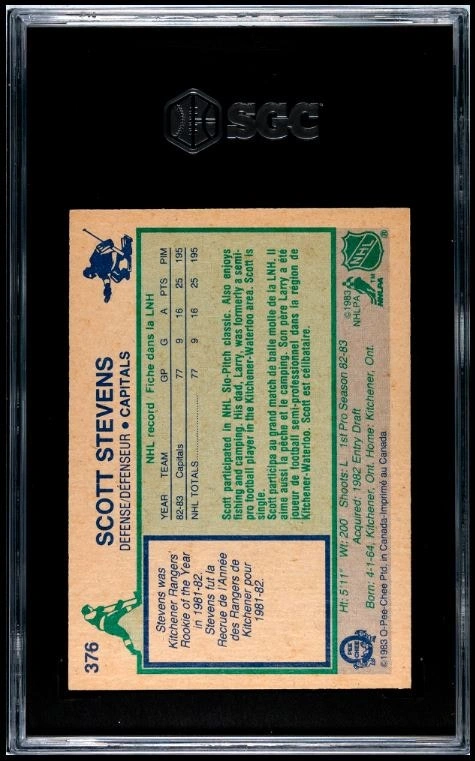 SGC
376
SCOTT STEVENS
DEFENSE/DÉFENSEUR • CAPITALS
Stevens was
Kitchener Rangers'
Rookie of the Year
in 1981-82.
Stevens fut la
Recrue de l'Année
des Rangers de
Kitchener pour
1981-82.
NHL record / Fiche dans la LNH
YEAR TEAM GP G A PTS PIM
82-83 Capitals 77 9 16 25 195
NHL TOTALS........ 77 9 16 25 195
Scott participated in NHL Slo-Pitch classic. Also enjoys
fishing and camping. His dad, Larry, was formerly a semi-
pro football player in the Kitchener-Waterloo area. Scott is
single.
Scott participa au grand match de balle molle de la LNH. Il
aime aussi la pêche et le camping. Son père Larry a été
joueur de football semi-professionnel dans la région de
Kitchener-Waterloo. Scott est célibataire.
O PEE CHEE
Ht: 5'11" Wt: 200 Shoots: L 1st Pro Season 82-83
Acquired: 1982 Entry Draft
Born: 4-1-64, Kitchener, Ont. Home: Kitchener, Ont.
©1983 O-Pee-Chee Ptd. in Canada-Imprimé au Canada
©1983
NHLPA
NHLPA
TM
NHL
®